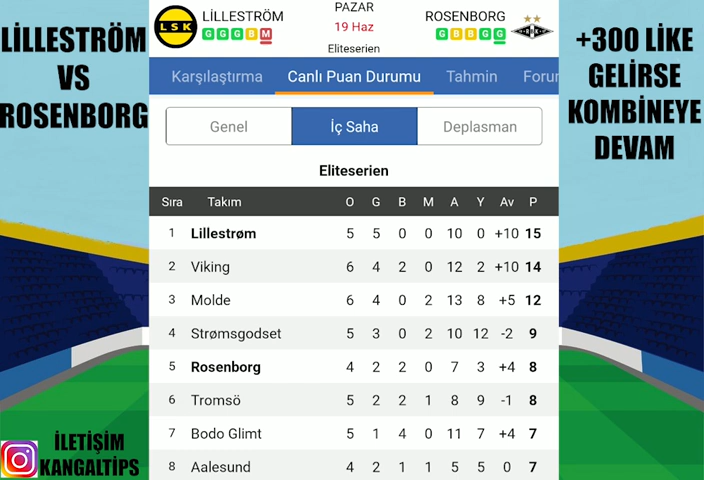 LİLLESTRÖM
VS
ROSENBORG
LSK
LİLLESTRÖM
G G G B M
PAZAR
19 Haz
Eliteserien
ROSENBORG
G B B G G
RBK
+300 LİKE
GELİRSE
KOMBİNEYE
DEVAM
Karşılaştırma Canlı Puan Durumu Tahmin Forun
Genel İç Saha Deplasman
Eliteserien
Sıra Takım O G B M A Y Av P
1 Lillestrøm 5 5 0 0 10 0 +10 15
2 Viking 6 4 2 0 12 2 +10 14
3 Molde 6 4 0 2 13 8 +5 12
4 Strømsgodset 5 3 0 2 10 12 -2 9
5 Rosenborg 4 2 2 0 7 3 +4 8
6 Tromsö 5 2 2 1 8 9 -1 8
7 Bodo Glimt 5 1 4 0 11 7 +4 7
8 Aalesund 4 2 1 1 5 5 0 7
İLETİŞİM
KANGALTİPS